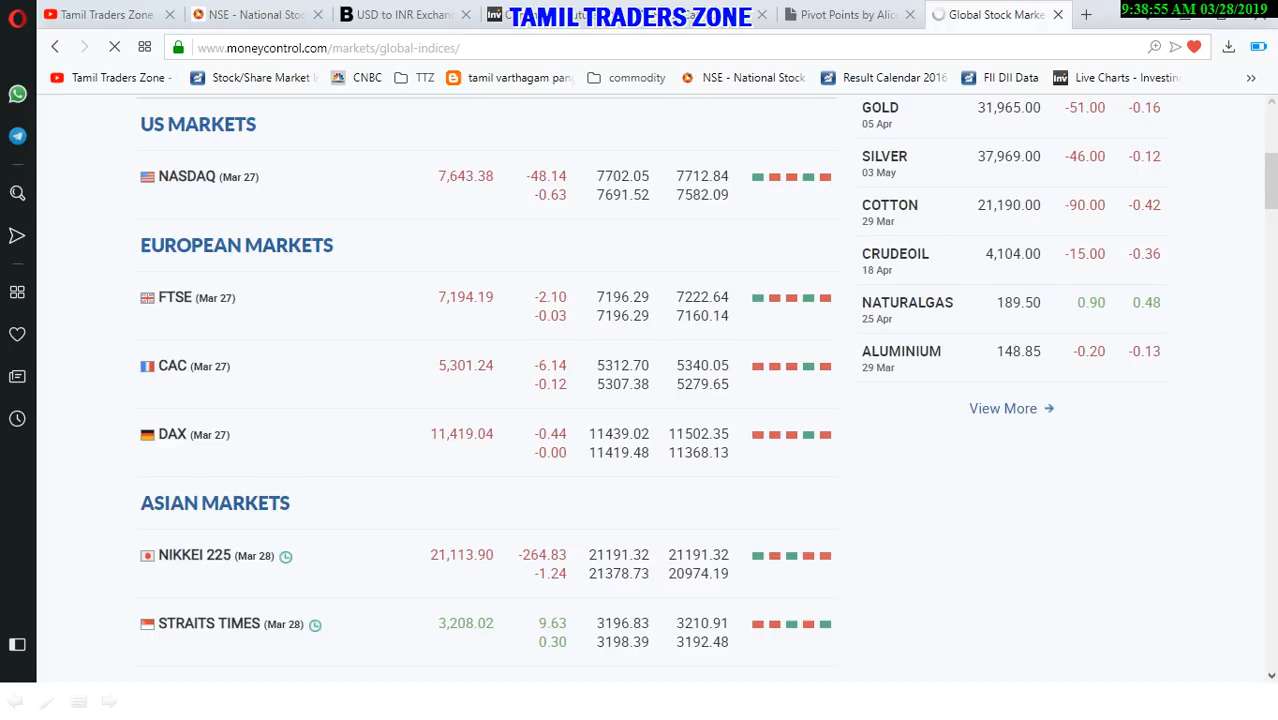 Tamil Traders Zone
NSE - National Stoc
USD to INR Exchan
TAMIL TRADERS ZONE
Pivot Points by Alic
Global Stock Marke
9:38:55 AM 03/28/2019
www.moneycontrol.com/markets/global-indices/
Tamil Traders Zone - Stock/Share Market I CNBC TTZ tamil varthagam pan commodity NSE - National Stock Result Calendar 2016 FII DII Data Live Charts - Investin
US MARKETS
NASDAQ (Mar 27) 7,643.38 -48.14 7702.05 7712.84
-0.63 7691.52 7582.09
EUROPEAN MARKETS
FTSE (Mar 27) 7,194.19 -2.10 7196.29 7222.64
-0.03 7196.29 7160.14
CAC (Mar 27) 5,301.24 -6.14 5312.70 5340.05
-0.12 5307.38 5279.65
DAX (Mar 27) 11,419.04 -0.44 11439.02 11502.35
-0.00 11419.48 11368.13
ASIAN MARKETS
NIKKEI 225 (Mar 28) 21,113.90 -264.83 21191.32 21191.32
-1.24 21378.73 20974.19
STRAITS TIMES (Mar 28) 3,208.02 9.63 3196.83 3210.91
0.30 3198.39 3192.48
GOLD 31,965.00 -51.00 -0.16
05 Apr
SILVER 37,969.00 -46.00 -0.12
03 May
COTTON 21,190.00 -90.00 -0.42
29 Mar
CRUDEOIL 4,104.00 -15.00 -0.36
18 Apr
NATURALGAS 189.50 0.90 0.48
25 Apr
ALUMINIUM 148.85 -0.20 -0.13
29 Mar
View More